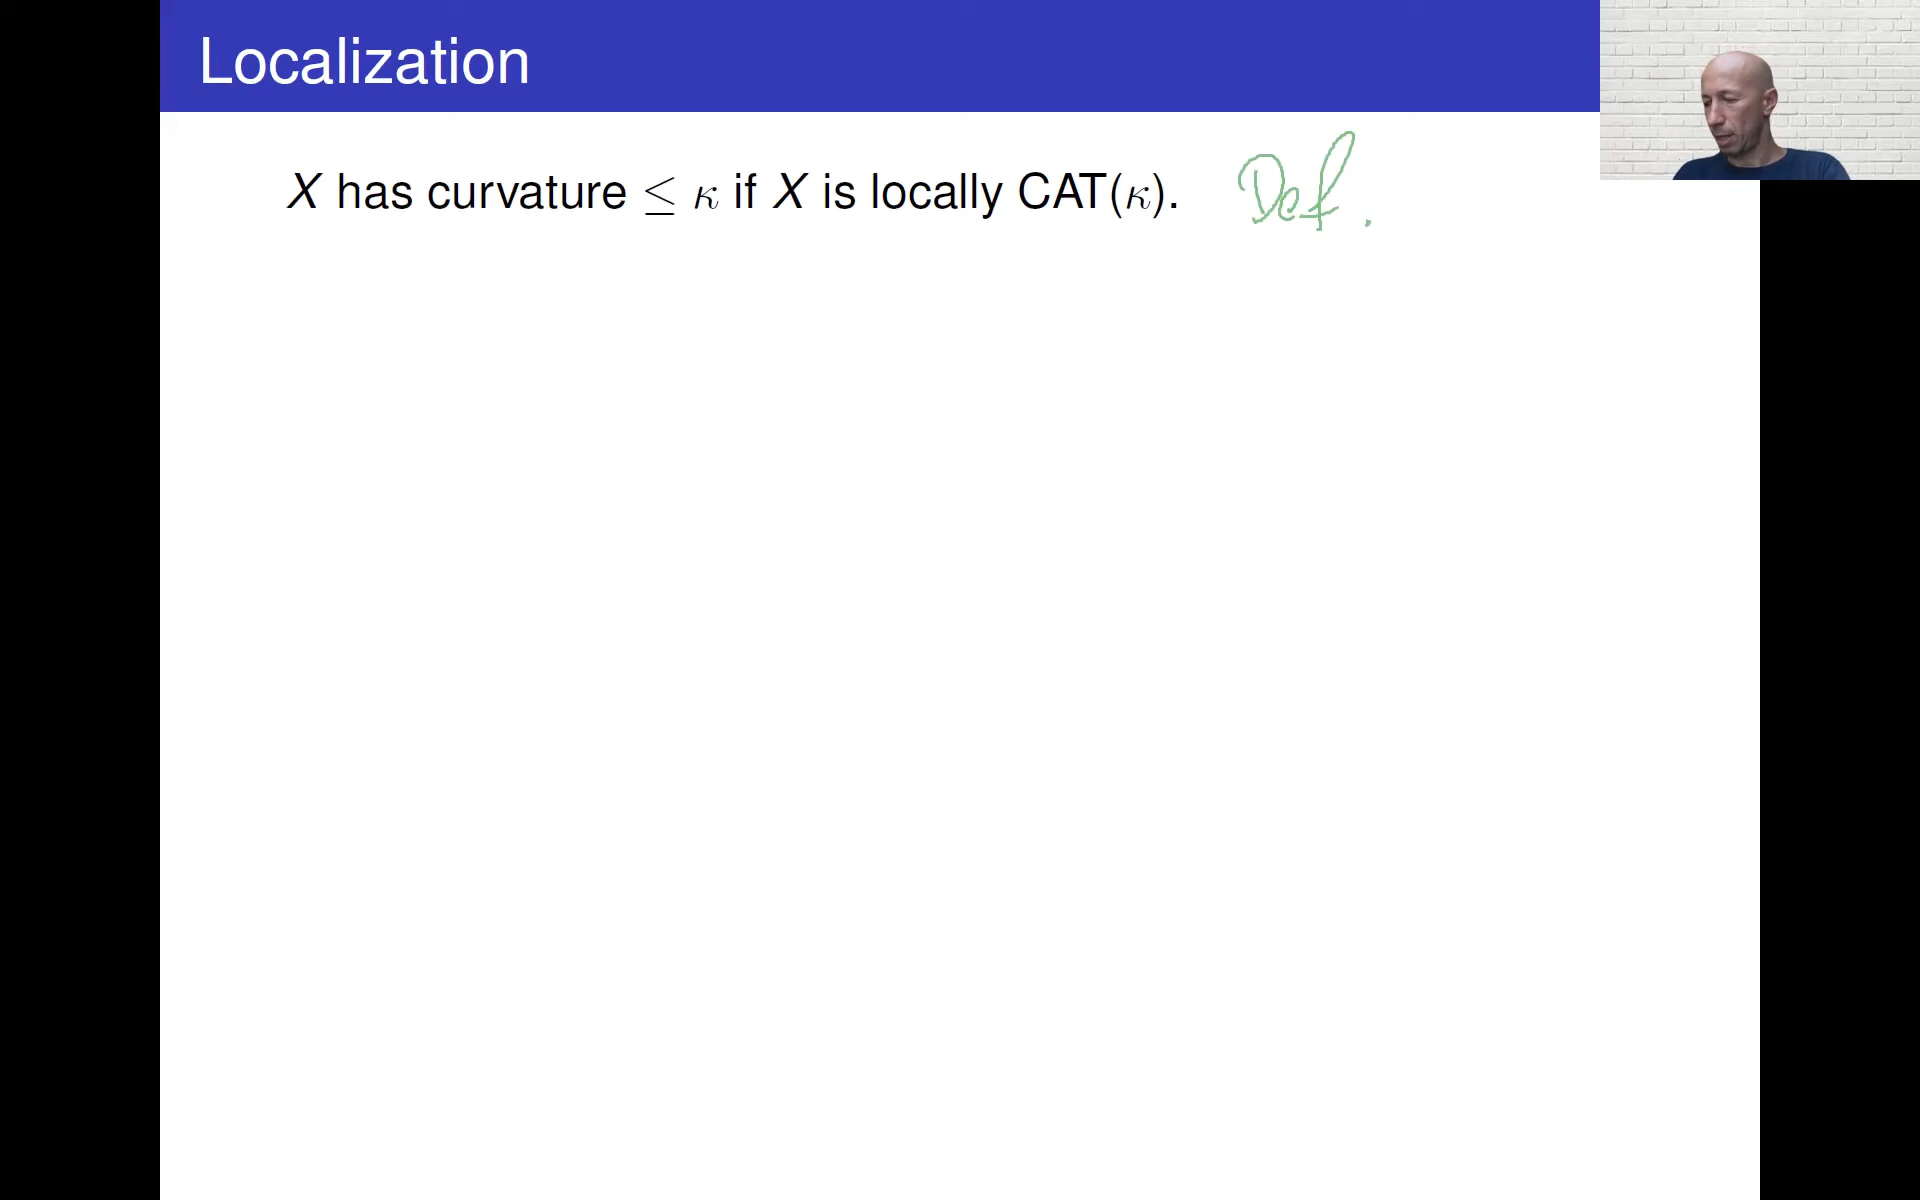 Localization
X has curvature ≤ κ if X is locally CAT(κ). Def.